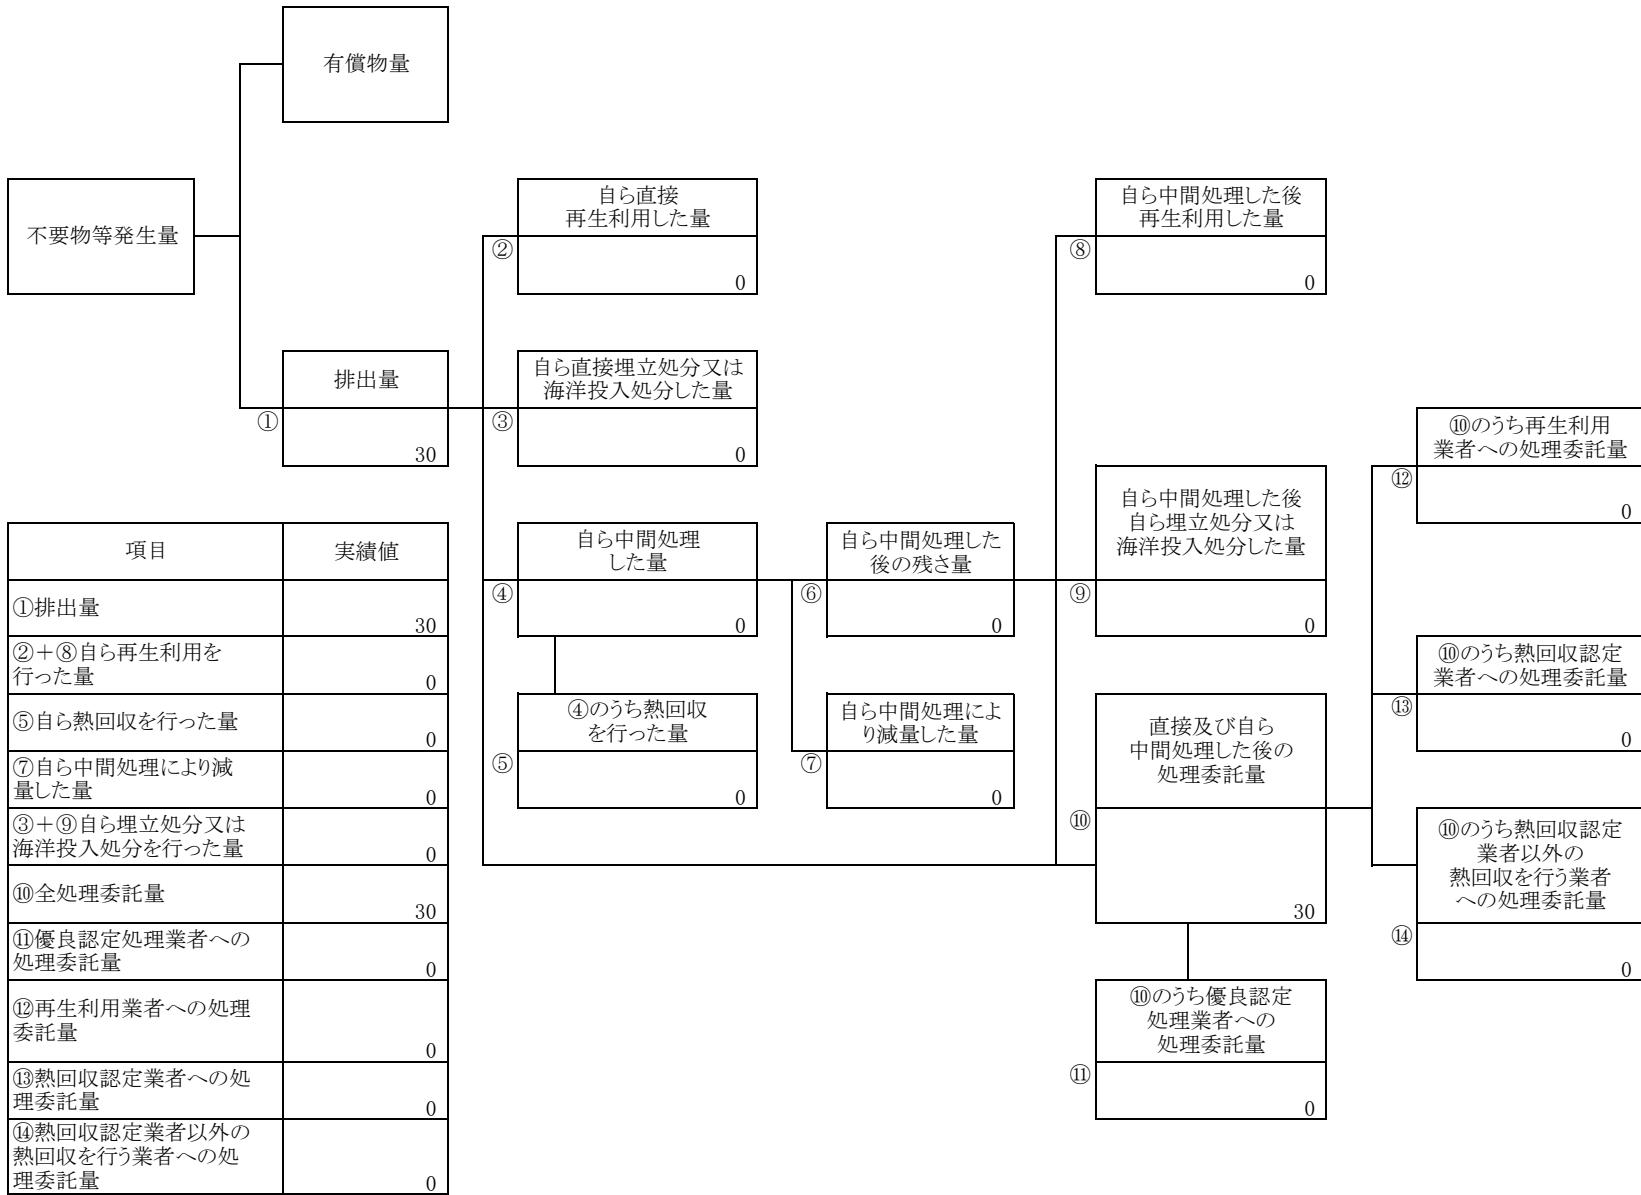 有償物量
不要物等発生量
排出量
①
30
自ら直接
再生利用した量
②
0
自ら直接埋立処分又は
海洋投入処分した量
③
0
自ら中間処理
した量
④
0
④のうち熱回収
を行った量
⑤
0
自ら中間処理した
後の残さ量
⑥
0
自ら中間処理によ
り減量した量
⑦
0
自ら中間処理した後
再生利用した量
⑧
0
自ら中間処理した後
自ら埋立処分又は
海洋投入処分した量
⑨
0
直接及び自ら
中間処理した後の
処理委託量
⑩
30
⑩のうち優良認定
処理業者への
処理委託量
⑪
0
⑩のうち再生利用
業者への処理委託量
⑫
0
⑩のうち熱回収認定
業者への処理委託量
⑬
0
⑩のうち熱回収認定
業者以外の
熱回収を行う業者
への処理委託量
⑭
0
項目 実績値
①排出量
30
②+⑧自ら再生利用を
行った量
0
⑤自ら熱回収を行った量
0
⑦自ら中間処理により減
量した量
0
③+⑨自ら埋立処分又は
海洋投入処分を行った量
0
⑩全処理委託量
30
⑪優良認定処理業者への
処理委託量
0
⑫再生利用業者への処理
委託量
0
⑬熱回収認定業者への処
理委託量
0
⑭熱回収認定業者以外の
熱回収を行う業者への処
理委託量
0